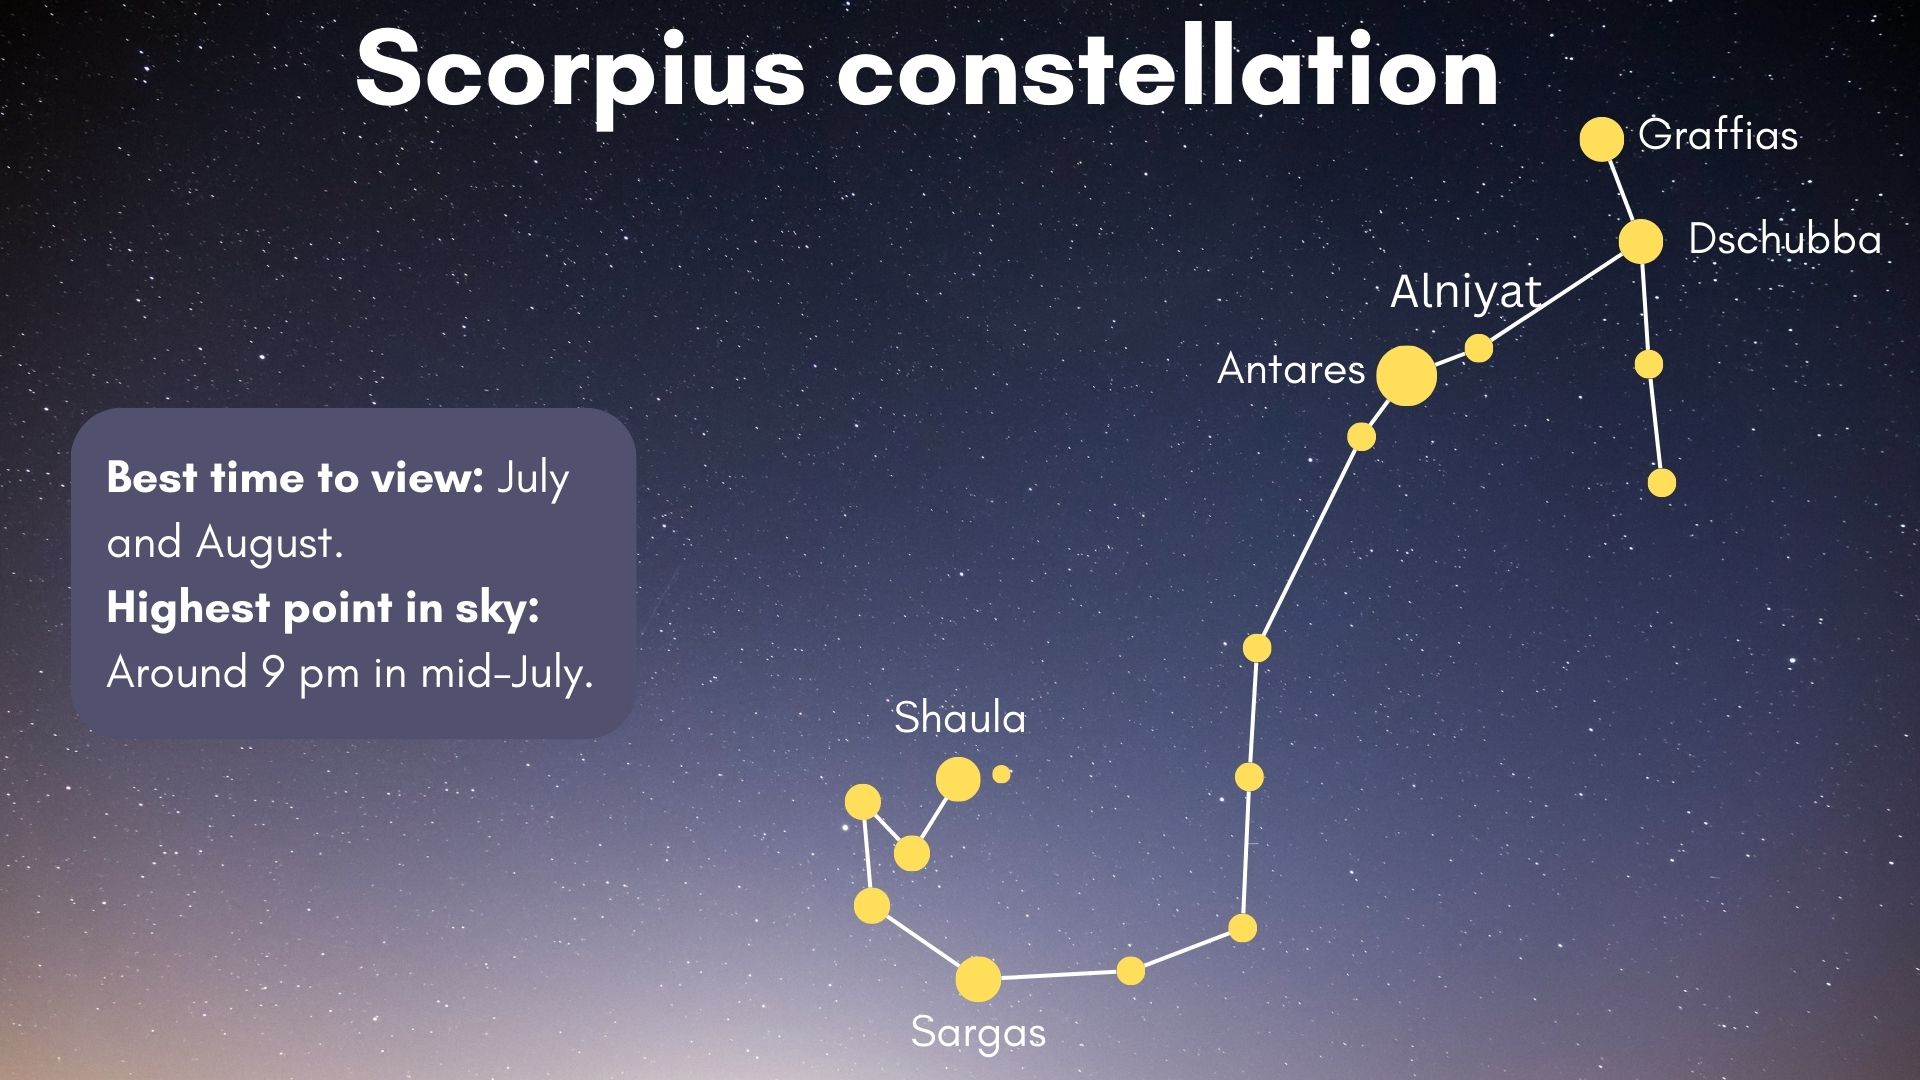 Scorpius constellation
Graffias
Dschubba
Alniyat
Antares
Best time to view: July
and August.
Highest point in sky:
Around 9 pm in mid-July.
Shaula
Sargas